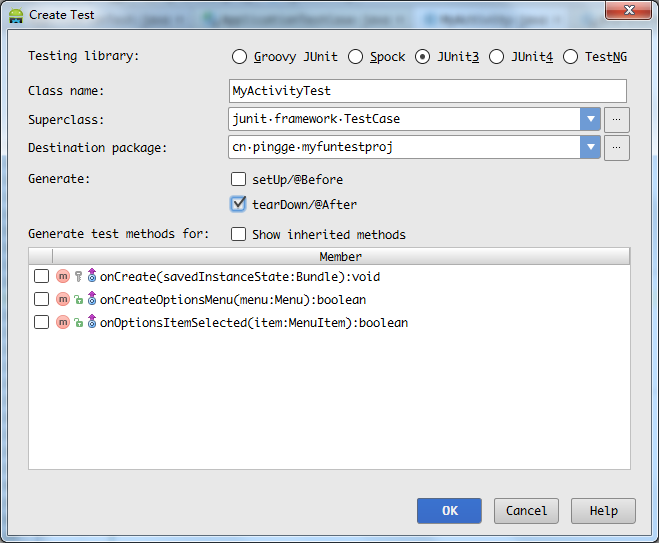 Create Test
Testing library: Groovy JUnit Spock JUnit3 JUnit4 TestNG
Class name: MyActivityTest
Superclass: junit.framework.TestCase ...
Destination package: cn.pingge.myfuntestproj ...
Generate: setUp/@Before
tearDown/@After
Generate test methods for: Show inherited methods
Member
m onCreate(savedInstanceState:Bundle):void
m onCreateOptionsMenu(menu:Menu):boolean
m onOptionsItemSelected(item:MenuItem):boolean
OK Cancel Help